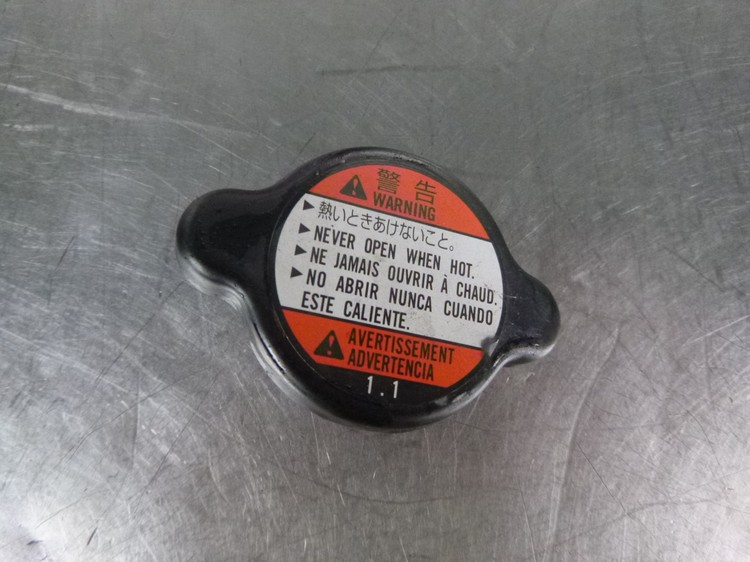 警告
WARNING
熱いときあけないこと。
NEVER OPEN WHEN HOT.
NE JAMAIS OUVRIR À CHAUD.
NO ABRIR NUNCA CUANDO
ESTE CALIENTE.
AVERTISSEMENT
ADVERTENCIA
1.1